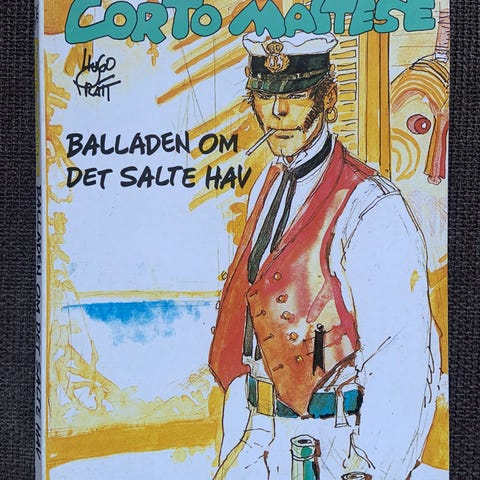 CORTO MALTESE
HUGO
PRATT
BALLADEN OM
DET SALTE HAV
BALLADEN OM DET SALTE HAV